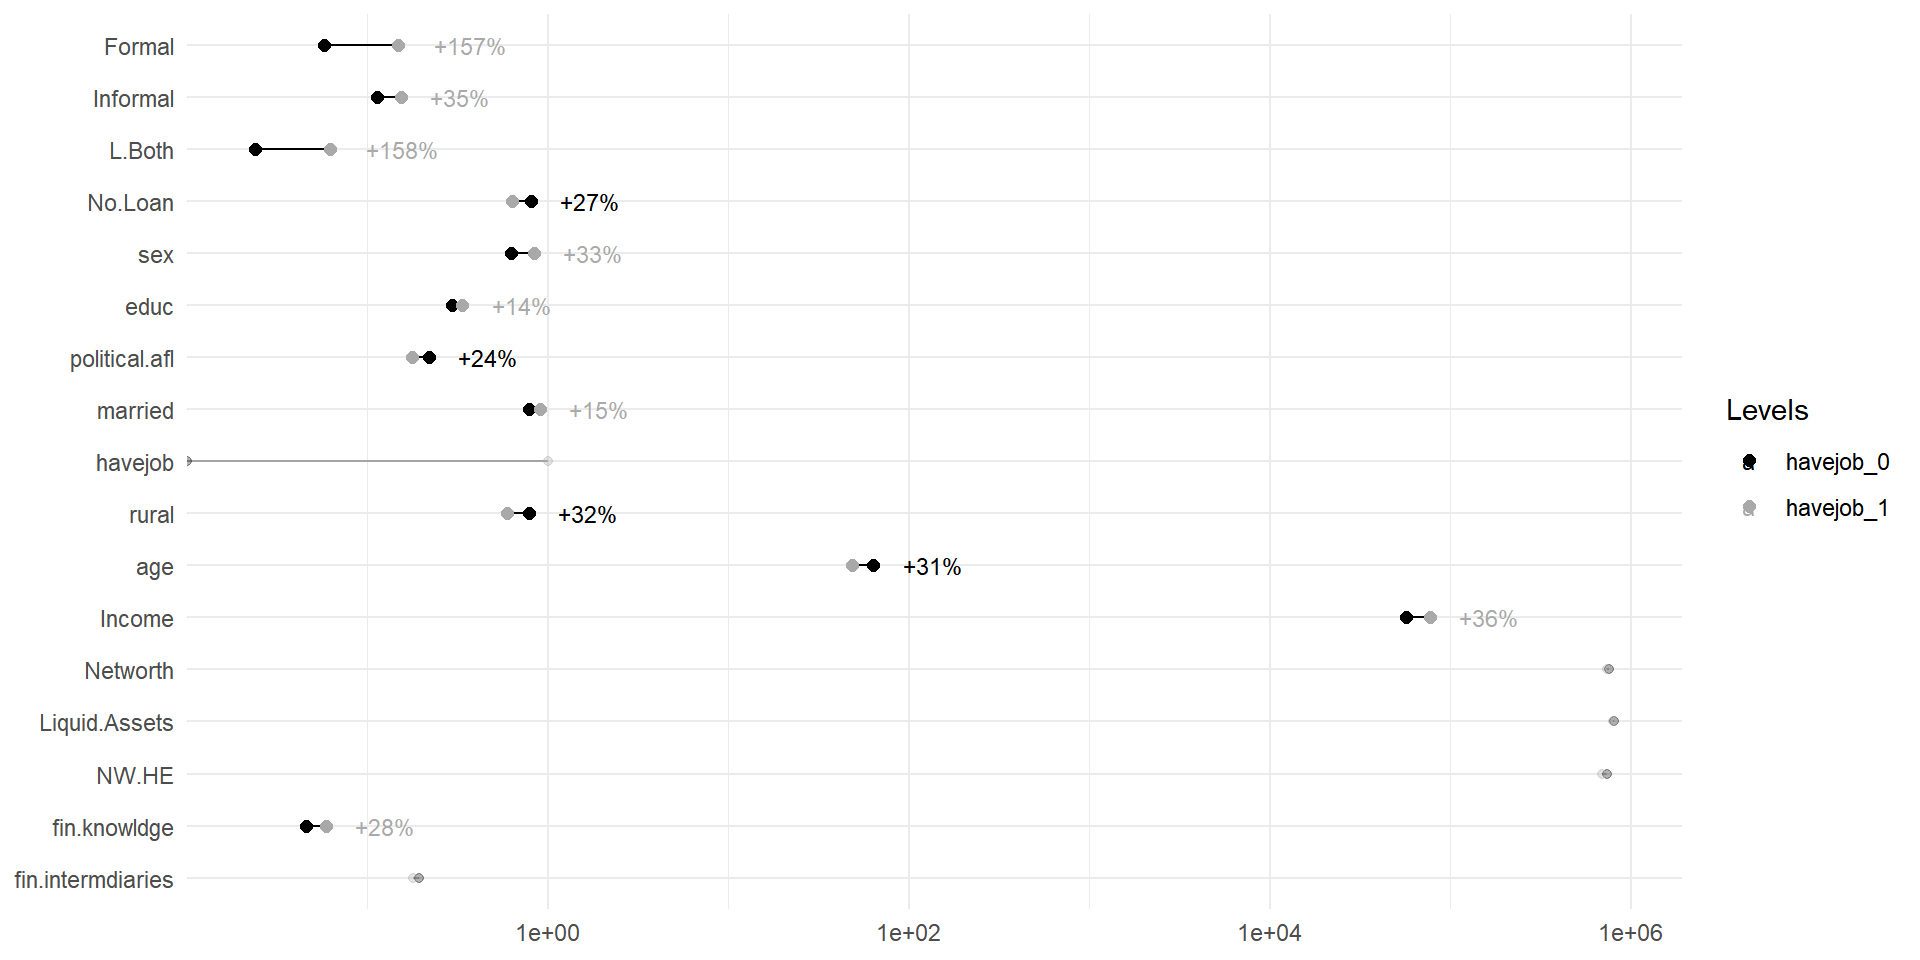 Formal +157%
Informal +35%
L.Both +158%
No.Loan +27%
sex +33%
educ +14%
political.afl +24%
married +15%
havejob
rural +32%
age +31%
Income +36%
Networth
Liquid.Assets
NW.HE
fin.knowldge +28%
fin.intermdiaries
1e+00 1e+02 1e+04 1e+06
Levels
a havejob_0
a havejob_1